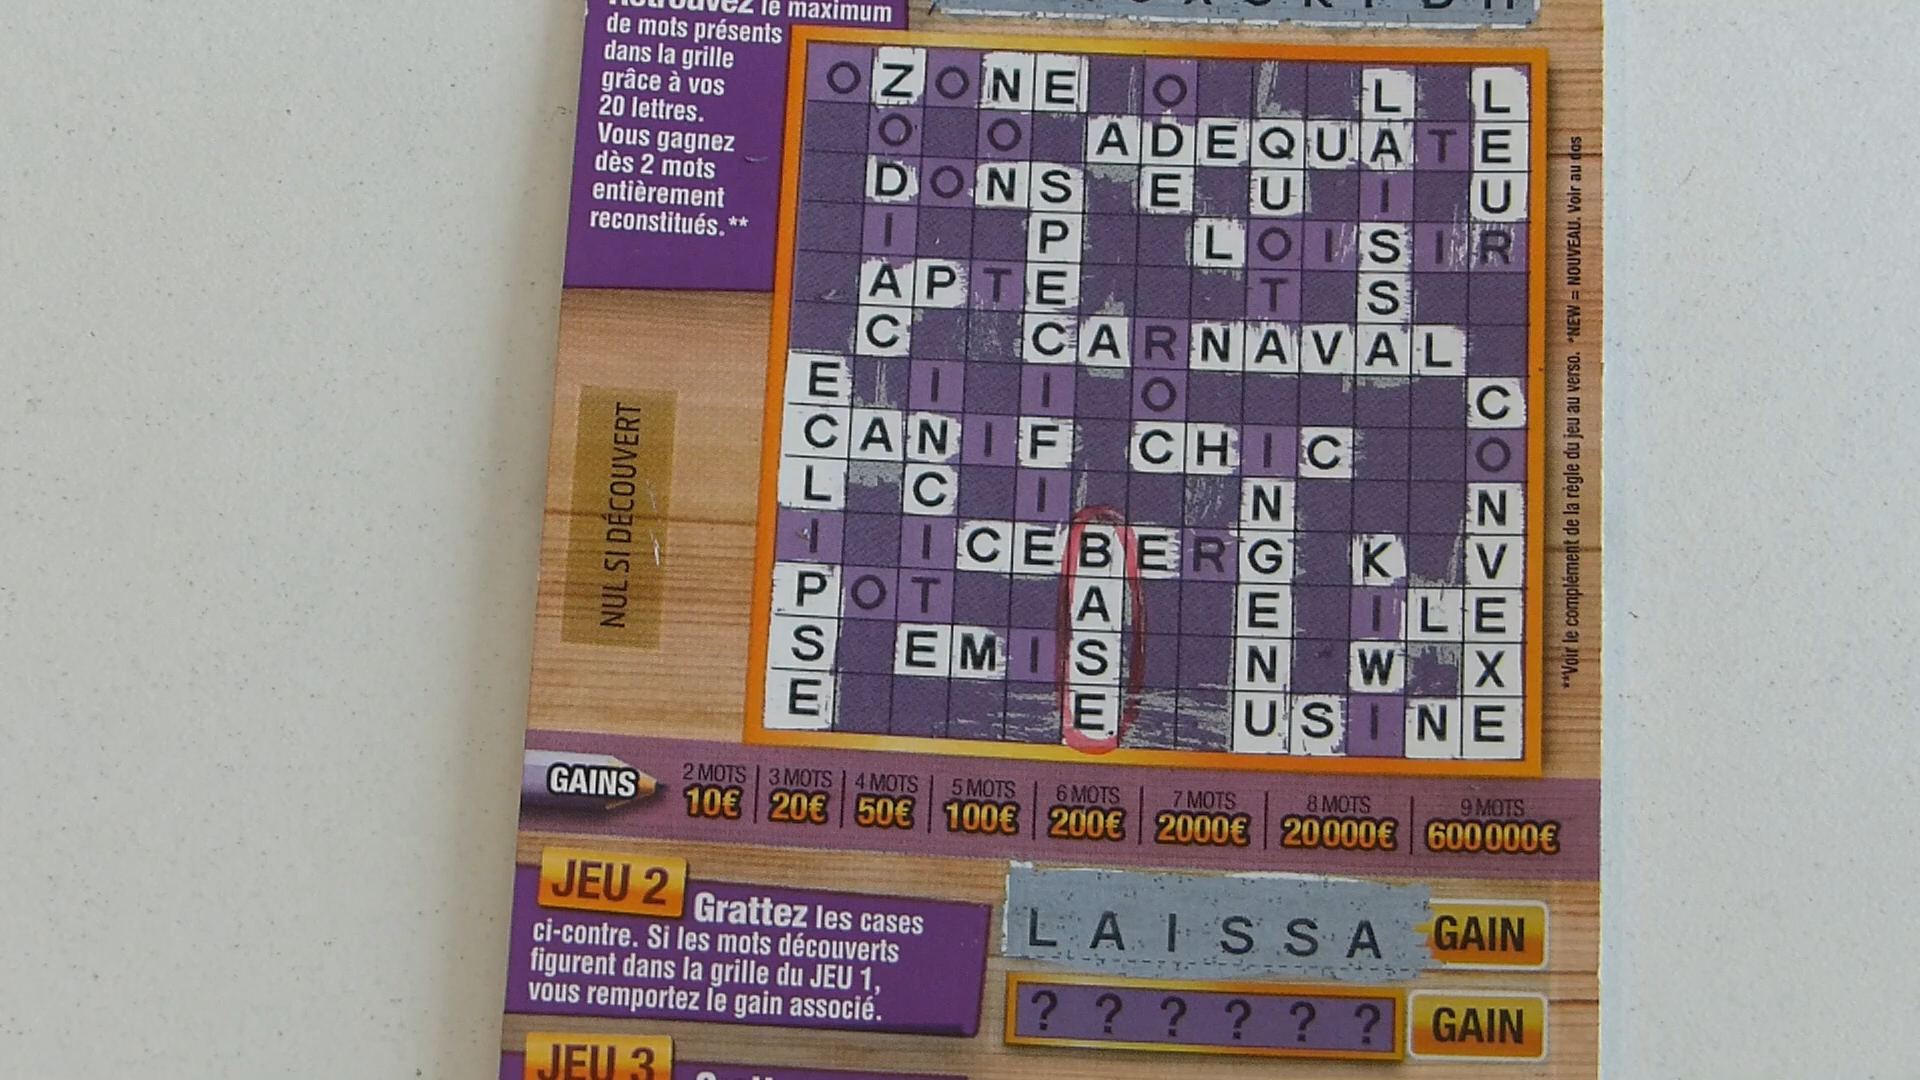 Retrouvez le maximum
de mots présents
dans la grille
grâce à vos
20 lettres.
Vous gagnez
dès 2 mots
entièrement
reconstitués.**
OZONE O L L
O O ADEQUATE
DONS E U I U
I P LOISIR
APTE T S
C CARNAVAL
E I I O C
CANIF CHIC O
L C I N N
I ICEBERG K V
POT A E I LE
S EMIS N W X
E E USINE
NUL SI DÉCOUVERT
**Voir le complément de la règle du jeu au verso. *NEW = NOUVEAU. Voir au dos
GAINS
2 MOTS 3 MOTS 4 MOTS 5 MOTS 6 MOTS 7 MOTS 8 MOTS 9 MOTS
10€ 20€ 50€ 100€ 200€ 2000€ 20000€ 600000€
JEU 2
Grattez les cases
ci-contre. Si les mots découverts
figurent dans la grille du JEU 1,
vous remportez le gain associé.
LAISSA GAIN
? ? ? ? ? ? GAIN
JEU 3